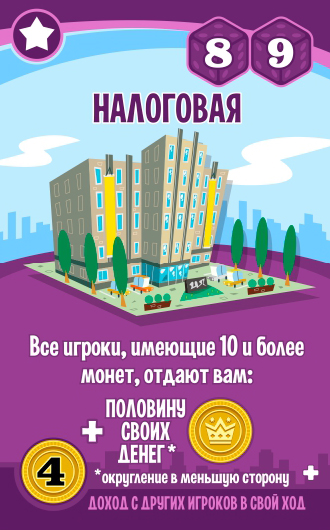 8 9
НАЛОГОВАЯ
Все игроки, имеющие 10 и более
монет, отдают вам:
+ ПОЛОВИНУ
СВОИХ
ДЕНЕГ*
4
*округление в меньшую сторону +
ДОХОД С ДРУГИХ ИГРОКОВ В СВОЙ ХОД